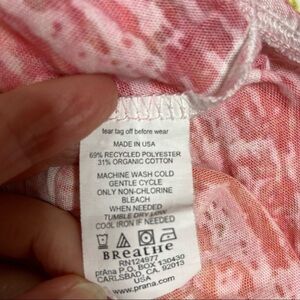 tear tag off before wear
MADE IN USA
69% RECYCLED POLYESTER
31% ORGANIC COTTON
MACHINE WASH COLD
GENTLE CYCLE
ONLY NON-CHLORINE
BLEACH
WHEN NEEDED
TUMBLE DRY LOW
COOL IRON IF NEEDED
BReatHe
RN124977
prAna P.O. BOX 130430
CARLSBAD, CA. 92013
USA
www.prana.com